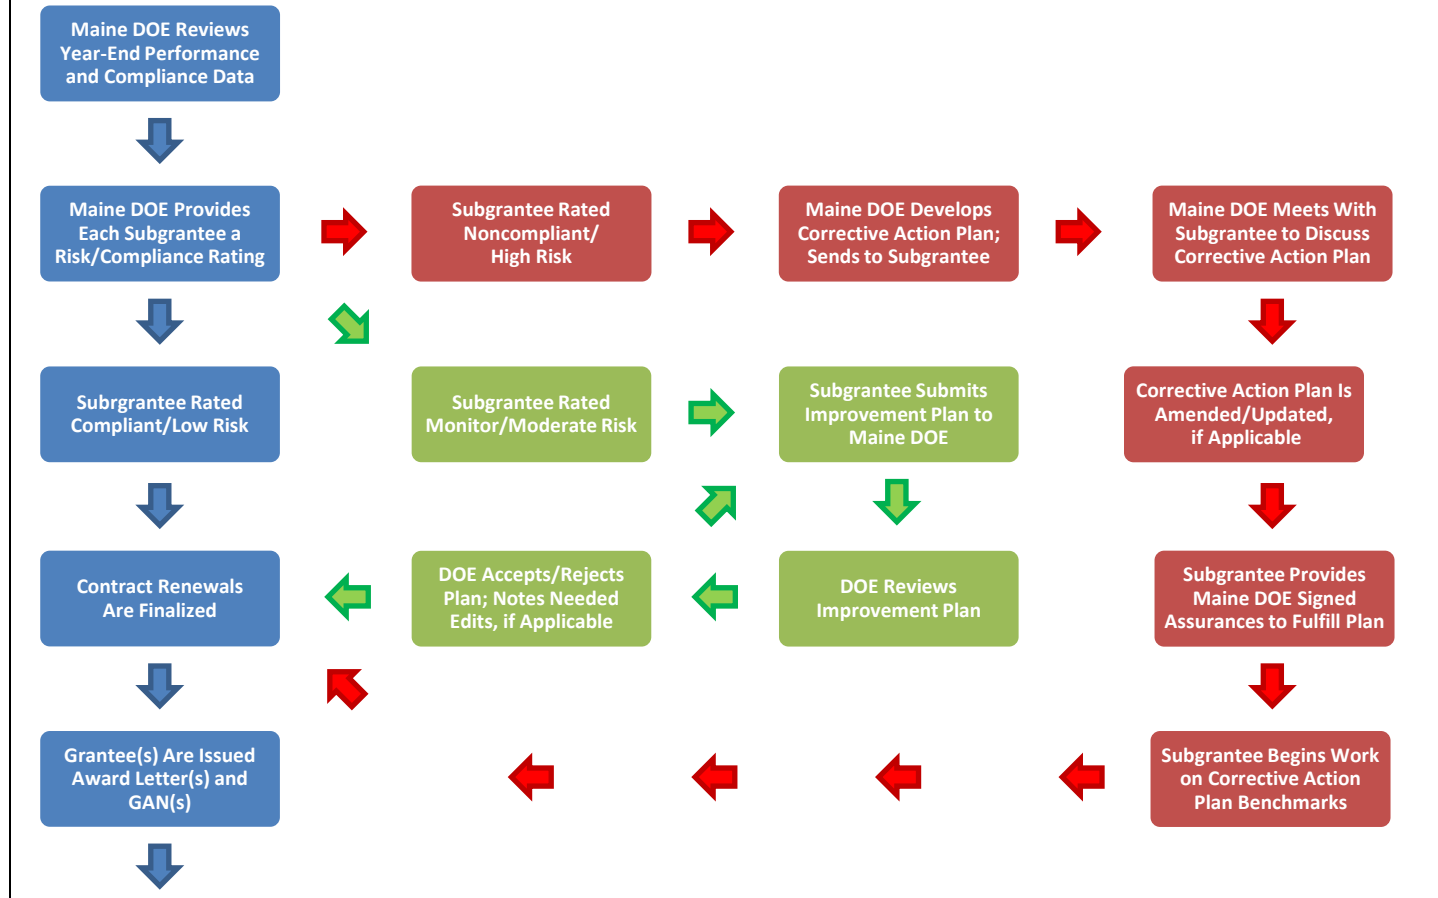 Maine DOE Reviews
Year-End Performance
and Compliance Data
Maine DOE Provides
Each Subgrantee a
Risk/Compliance Rating
Subgrantee Rated
Noncompliant/
High Risk
Maine DOE Develops
Corrective Action Plan;
Sends to Subgrantee
Maine DOE Meets With
Subgrantee to Discuss
Corrective Action Plan
Subrgrantee Rated
Compliant/Low Risk
Subgrantee Rated
Monitor/Moderate Risk
Subgrantee Submits
Improvement Plan to
Maine DOE
Corrective Action Plan Is
Amended/Updated,
if Applicable
Contract Renewals
Are Finalized
DOE Accepts/Rejects
Plan; Notes Needed
Edits, if Applicable
DOE Reviews
Improvement Plan
Subgrantee Provides
Maine DOE Signed
Assurances to Fulfill Plan
Grantee(s) Are Issued
Award Letter(s) and
GAN(s)
Subgrantee Begins Work
on Corrective Action
Plan Benchmarks